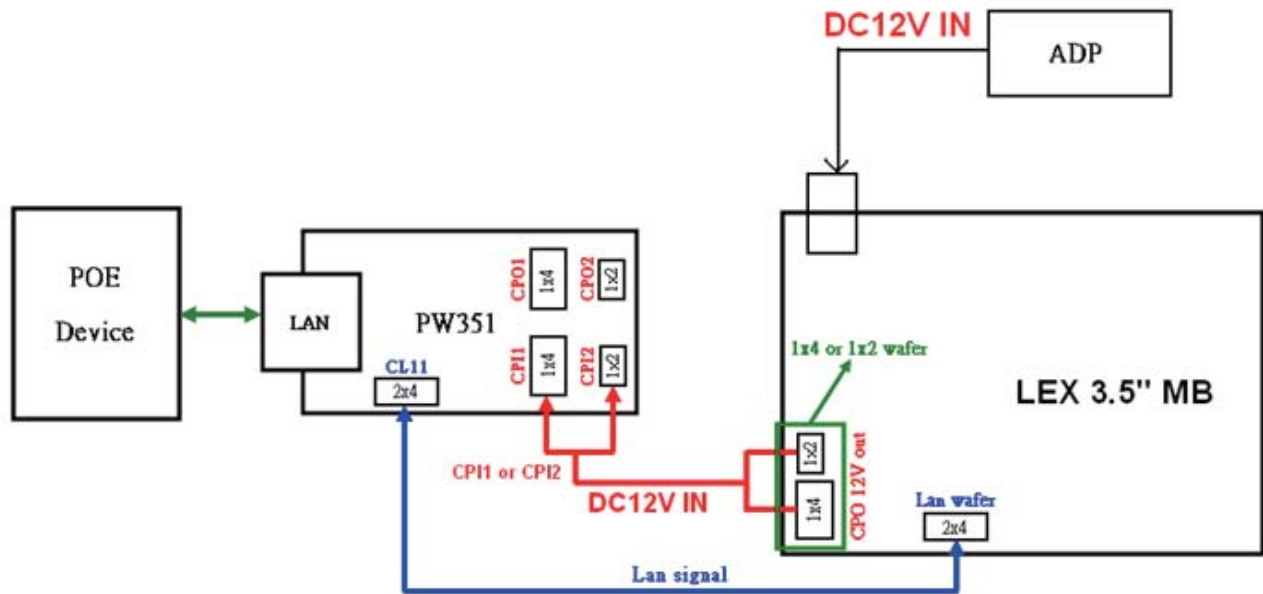 DC12V IN
ADP
POE
Device
LAN
PW351
CPO1
1x4
CPO2
1x2
CPI1
1x4
CPI2
1x2
CL11
2x4
1x4 or 1x2 wafer
LEX 3.5" MB
1x2
1x4
CPO 12V out
CPI1 or CPI2
DC12V IN
Lan wafer
2x4
Lan signal